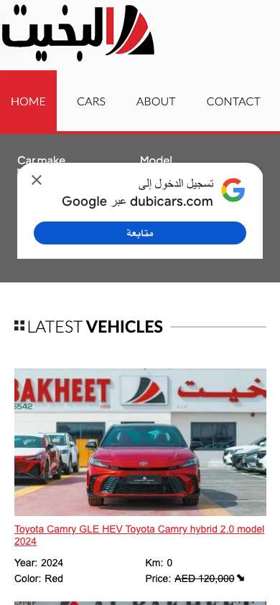 البخيت
HOME
CARS
ABOUT
CONTACT
Car make
Model
تسجيل الدخول إلى
dubicars.com عبر Google
متابعة
LATEST VEHICLES
BAKHEET
البخيت
6542
Toyota Camry GLE HEV Toyota Camry hybrid 2.0 model
2024
Year: 2024
Km: 0
Color: Red
Price: AED 120,000